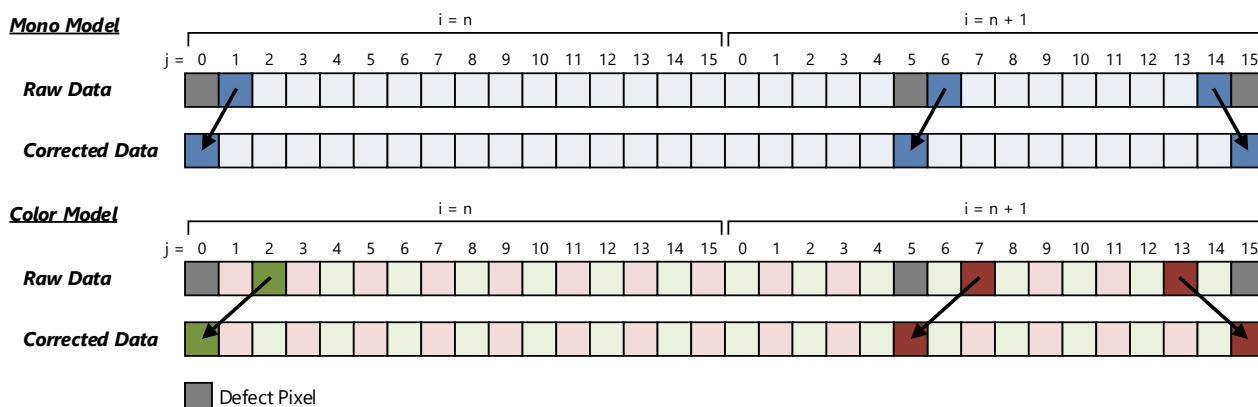 Mono Model
i = n
i = n + 1
j = 0 1 2 3 4 5 6 7 8 9 10 11 12 13 14 15 0 1 2 3 4 5 6 7 8 9 10 11 12 13 14 15
Raw Data
Corrected Data
Color Model
i = n
i = n + 1
j = 0 1 2 3 4 5 6 7 8 9 10 11 12 13 14 15 0 1 2 3 4 5 6 7 8 9 10 11 12 13 14 15
Raw Data
Corrected Data
Defect Pixel